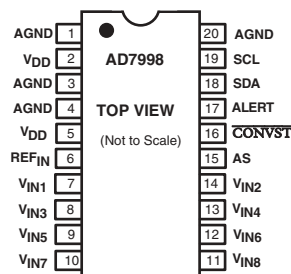 AGND 1 20 AGND
VDD 2 AD7998 19 SCL
AGND 3 18 SDA
AGND 4 TOP VIEW 17 ALERT
VDD 5 (Not to Scale) 16 CONVST
REFIN 6 15 AS
VIN1 7 14 VIN2
VIN3 8 13 VIN4
VIN5 9 12 VIN6
VIN7 10 11 VIN8